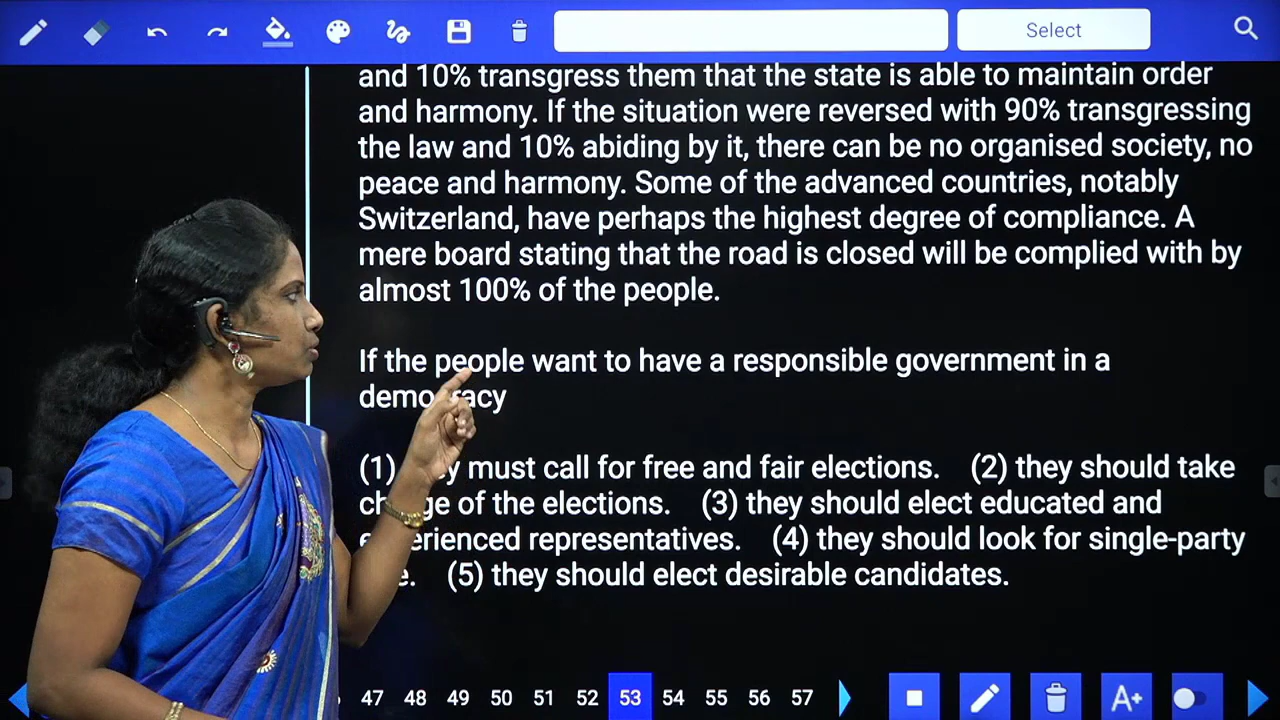 Select
and 10% transgress them that the state is able to maintain order
and harmony. If the situation were reversed with 90% transgressing
the law and 10% abiding by it, there can be no organised society, no
peace and harmony. Some of the advanced countries, notably
Switzerland, have perhaps the highest degree of compliance. A
mere board stating that the road is closed will be complied with by
almost 100% of the people.
If the people want to have a responsible government in a
democracy
(1) must call for free and fair elections. (2) they should take
of the elections. (3) they should elect educated and
experienced representatives. (4) they should look for single-party
(5) they should elect desirable candidates.
47 48 49 50 51 52 53 54 55 56 57
A+